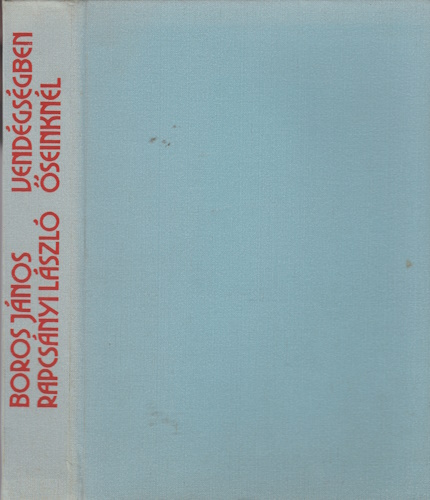 BOROS JÁNOS
RAPCSÁNYI LÁSZLÓ
VENDÉGSÉGBEN
ŐSEINKNÉL